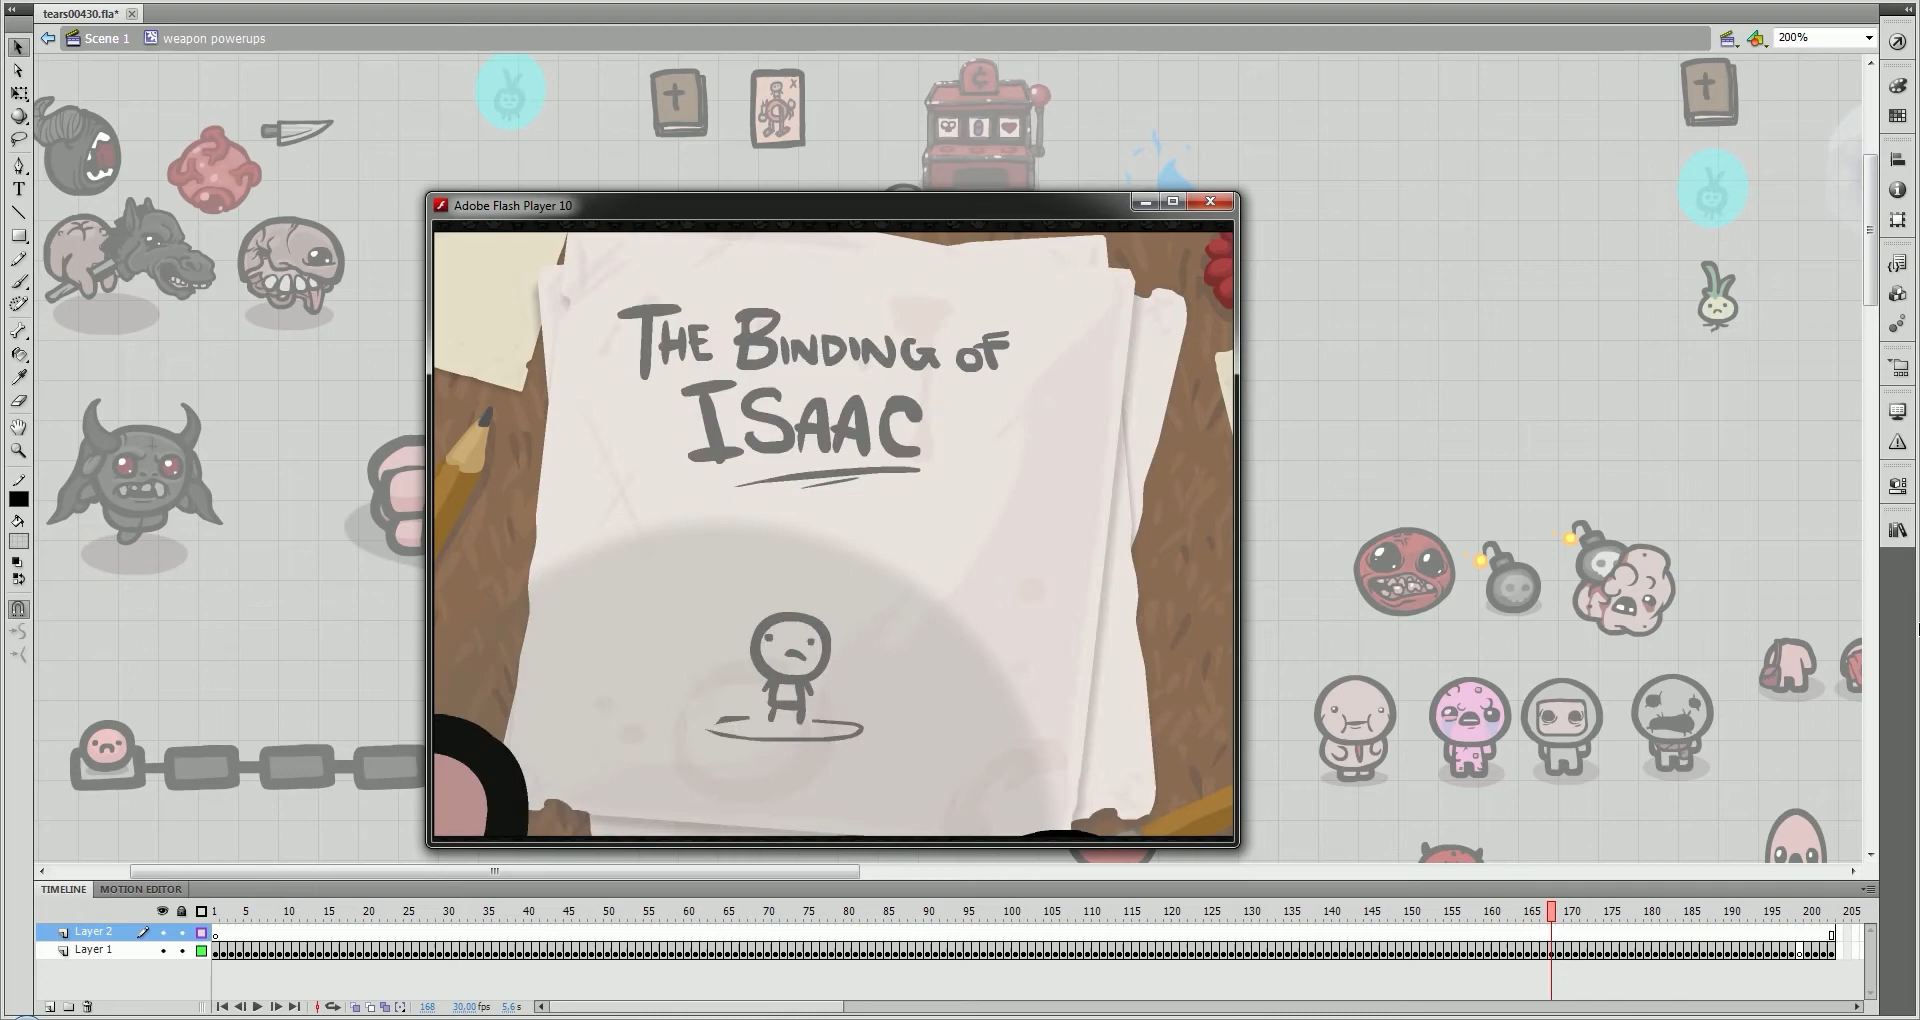 tears00430.fla*
Scene 1
weapon powerups
200%
Adobe Flash Player 10
THE BINDING OF
ISAAC
TIMELINE
MOTION EDITOR
1 5 10 15 20 25 30 35 40 45 50 55 60 65 70 75 80 85 90 95 100 105 110 115 120 125 130 135 140 145 150 155 160 165 170 175 180 185 190 195 200 205
Layer 2
Layer 1
168 30.00 fps 5.6 s